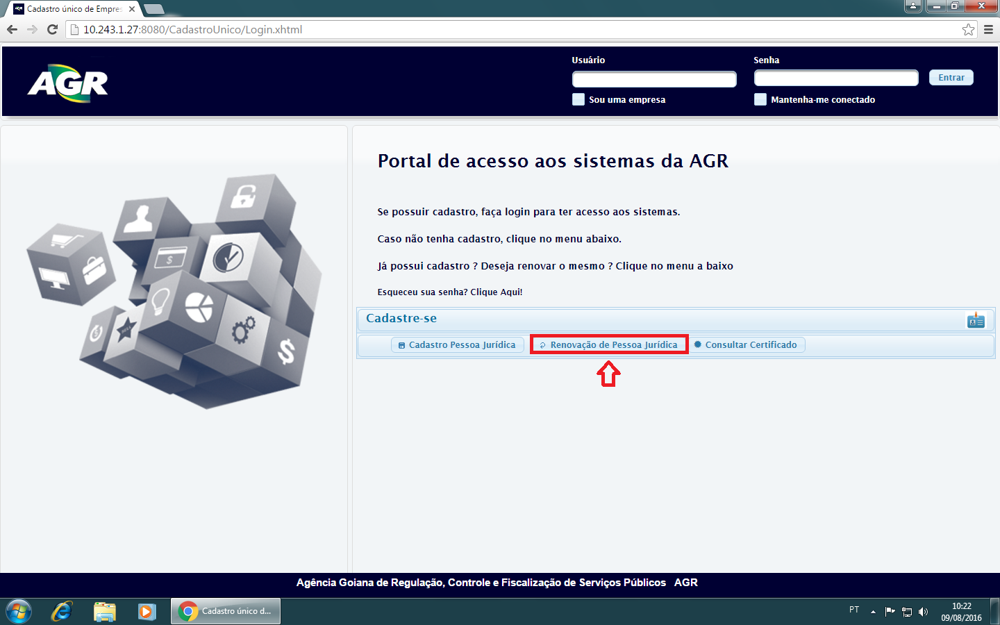 Cadastro único de Empres
10.243.1.27:8080/CadastroUnico/Login.xhtml
AGR
Usuário
Senha
Entrar
Sou uma empresa
Mantenha-me conectado
Portal de acesso aos sistemas da AGR
Se possuir cadastro, faça login para ter acesso aos sistemas.
Caso não tenha cadastro, clique no menu abaixo.
Já possui cadastro ? Deseja renovar o mesmo ? Clique no menu a baixo
Esqueceu sua senha? Clique Aqui!
Cadastre-se
Cadastro Pessoa Jurídica
Renovação de Pessoa Jurídica
Consultar Certificado
Agência Goiana de Regulação, Controle e Fiscalização de Serviços Públicos AGR
Cadastro único d...
PT
10:22
09/08/2016